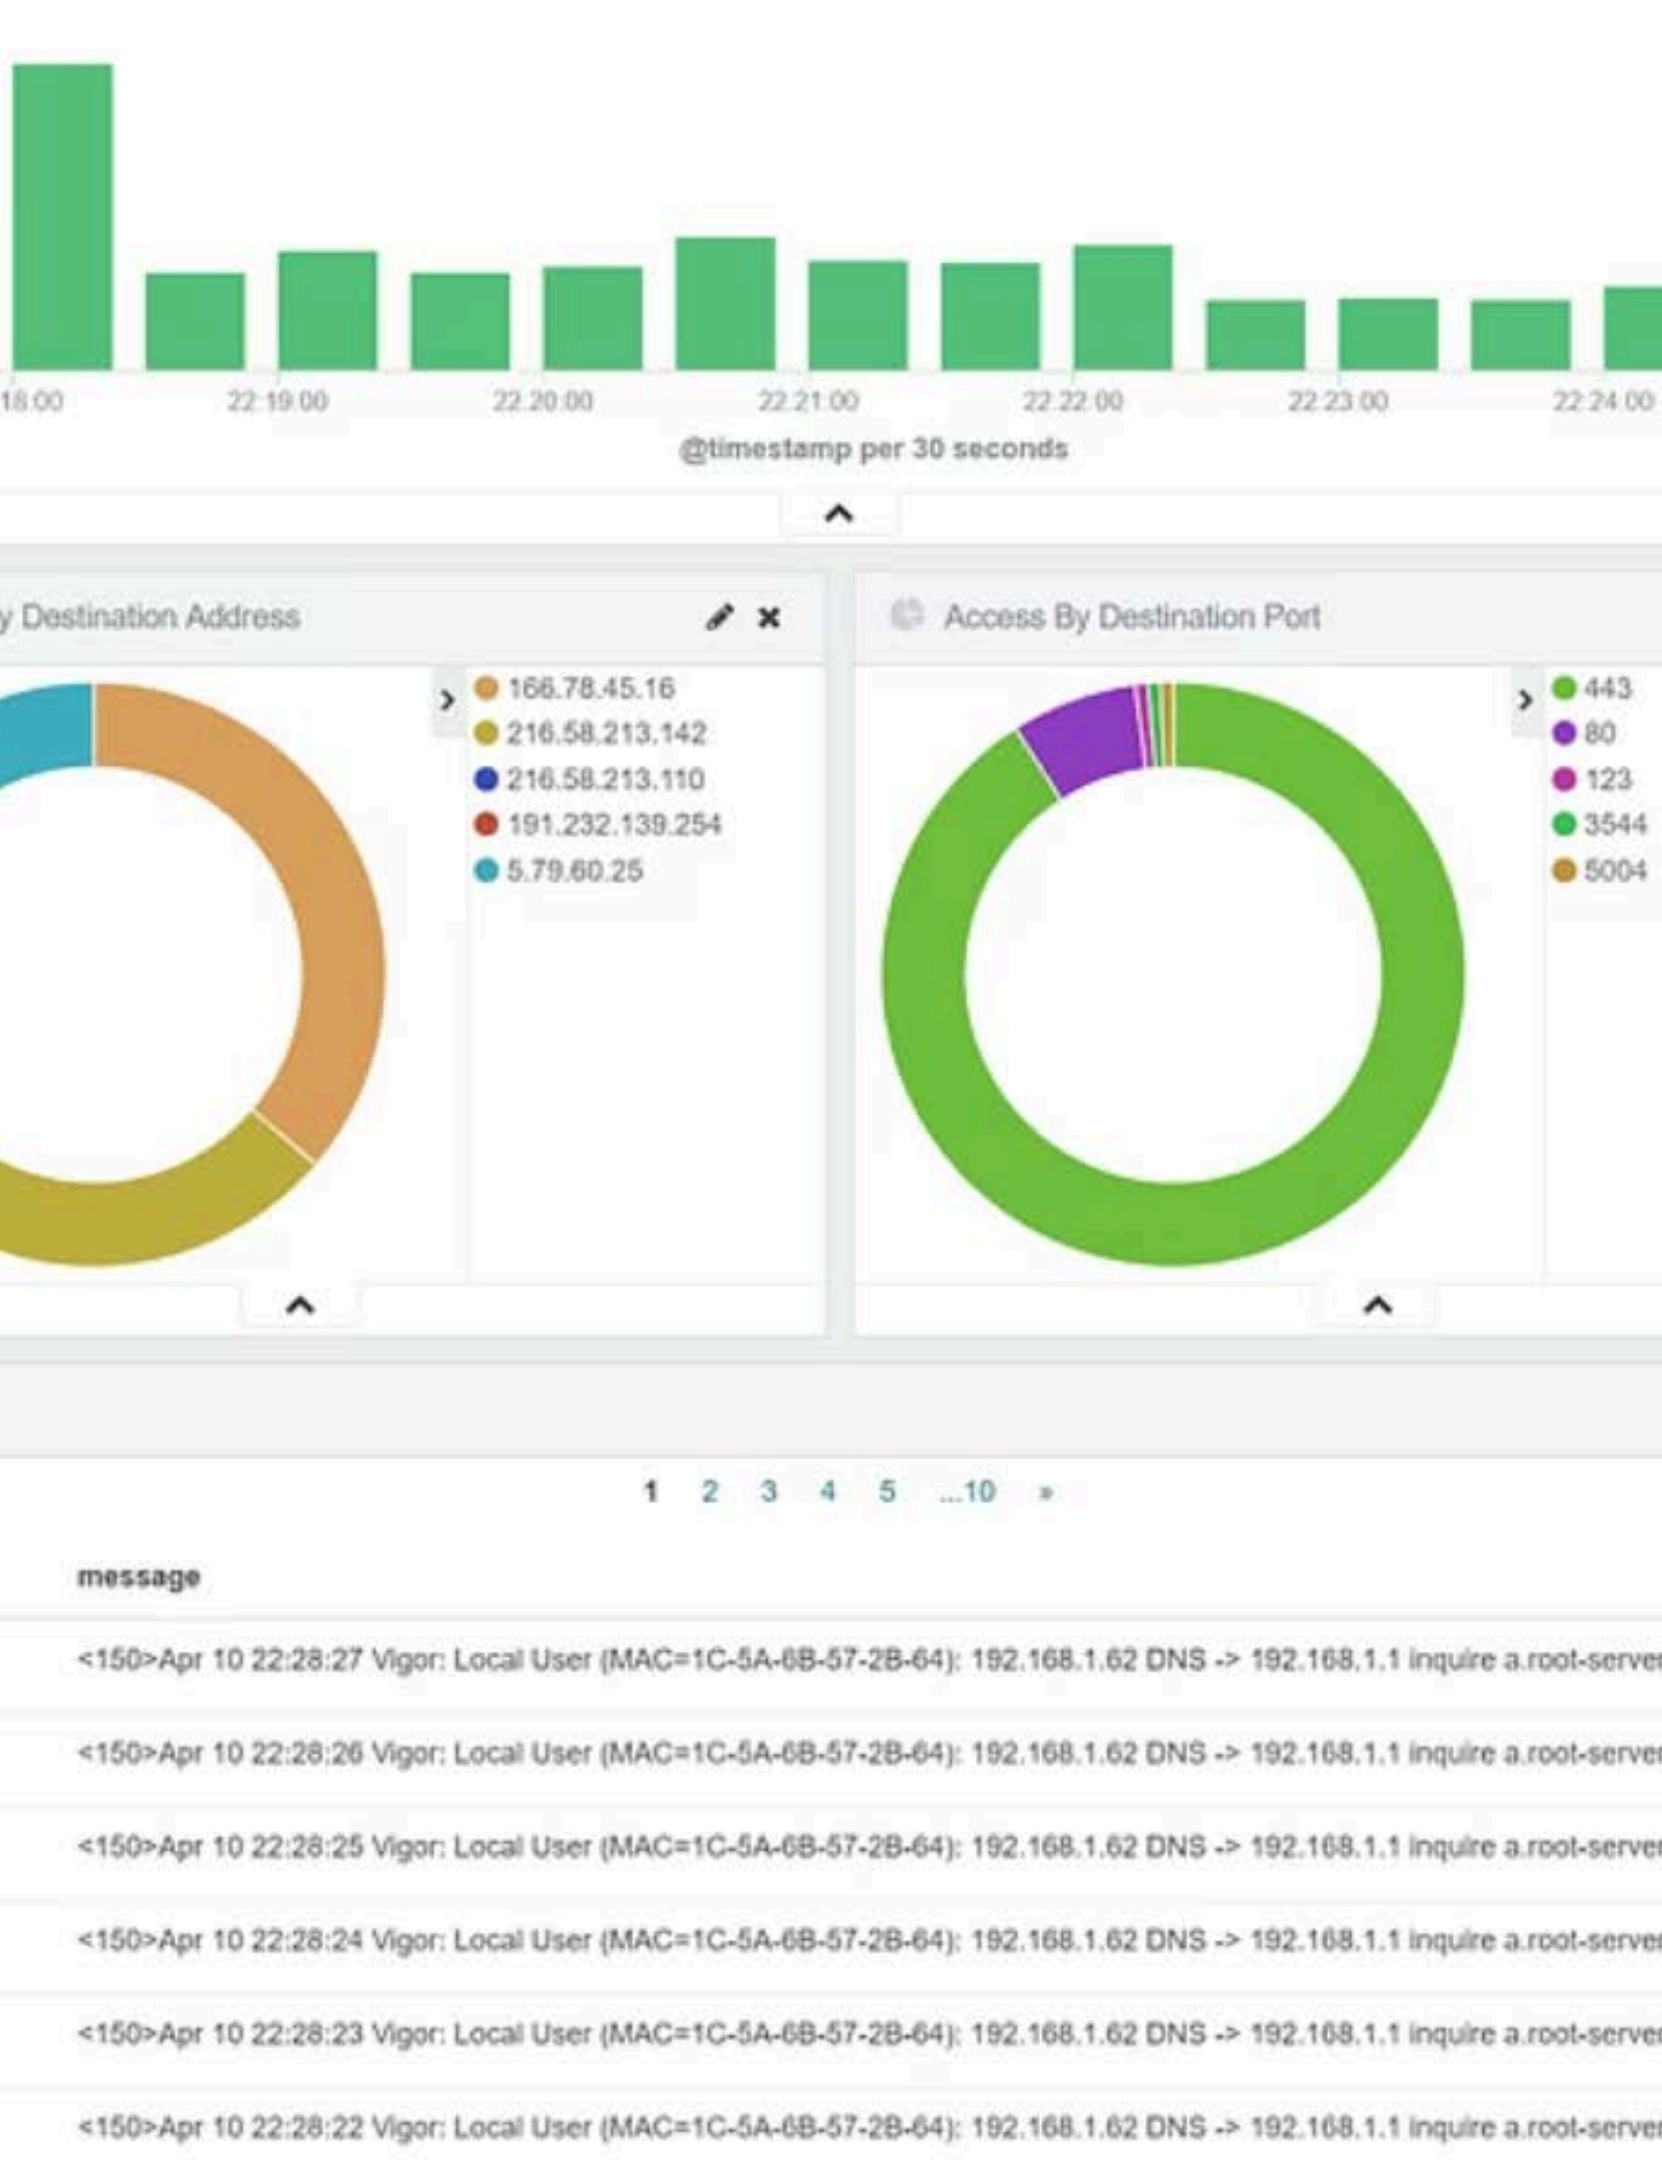 18:00 22:19:00 22:20:00 22:21:00 22:22:00 22:23:00 22:24:00
@timestamp per 30 seconds
y Destination Address
166.78.45.16
216.58.213.142
216.58.213.110
191.232.139.254
5.79.60.25
Access By Destination Port
443
80
123
3544
5004
1 2 3 4 5 ...10 »
message
<150>Apr 10 22:28:27 Vigor: Local User (MAC=1C-5A-6B-57-2B-64): 192.168.1.62 DNS -> 192.168.1.1 inquire a.root-server
<150>Apr 10 22:28:26 Vigor: Local User (MAC=1C-5A-6B-57-2B-64): 192.168.1.62 DNS -> 192.168.1.1 inquire a.root-server
<150>Apr 10 22:28:25 Vigor: Local User (MAC=1C-5A-6B-57-2B-64): 192.168.1.62 DNS -> 192.168.1.1 inquire a.root-server
<150>Apr 10 22:28:24 Vigor: Local User (MAC=1C-5A-6B-57-2B-64): 192.168.1.62 DNS -> 192.168.1.1 inquire a.root-server
<150>Apr 10 22:28:23 Vigor: Local User (MAC=1C-5A-6B-57-2B-64): 192.168.1.62 DNS -> 192.168.1.1 inquire a.root-server
<150>Apr 10 22:28:22 Vigor: Local User (MAC=1C-5A-6B-57-2B-64): 192.168.1.62 DNS -> 192.168.1.1 inquire a.root-server